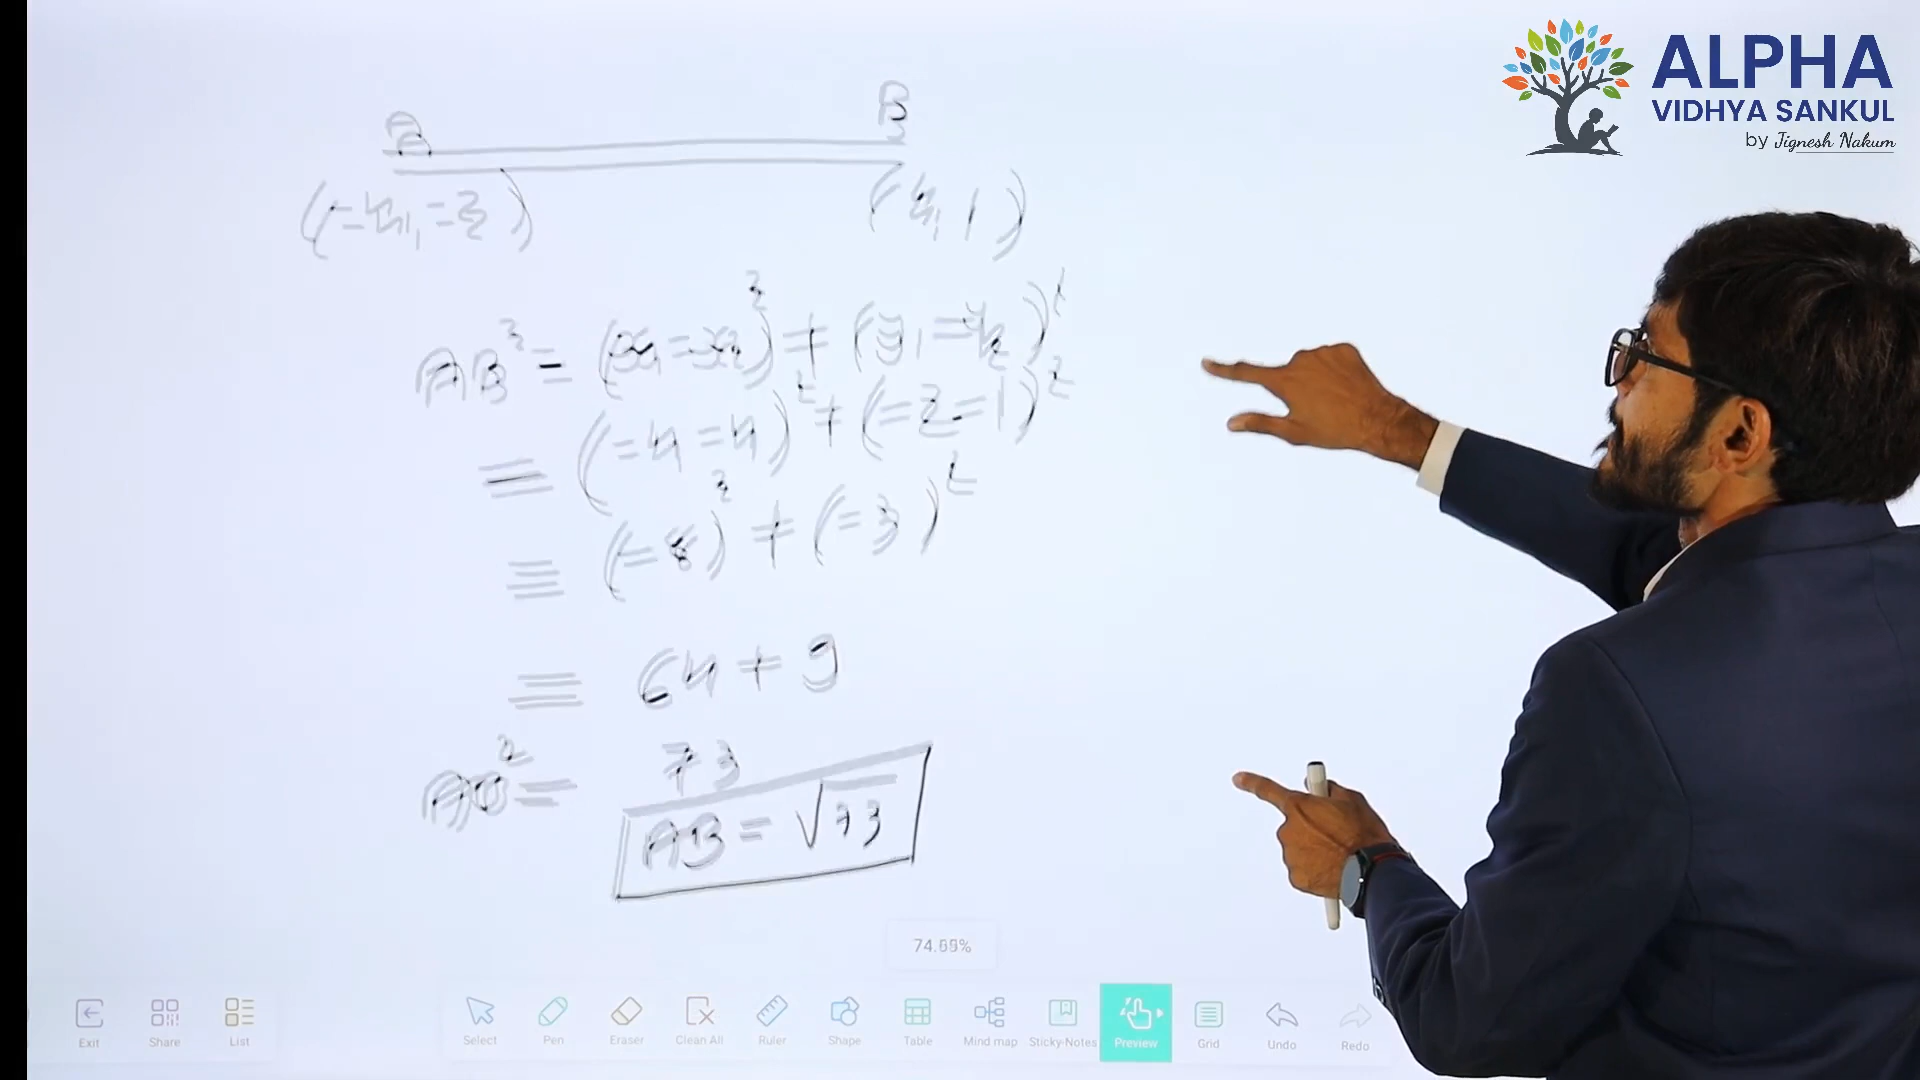 ALPHA
VIDHYA SANKUL
by Jignesh Nakum
A B
(-4, -2) (4, 1)
AB² = (x₁ - x₂)² + (y₁ - y₂)²
= (-4 - 4)² + (-2 - 1)²
= (-8)² + (-3)²
= 64 + 9
AB² = 73
AB = √73
74.69%
Exit Share List Select Pen Eraser Clean All Ruler Shape Table Mind map Sticky-Notes Preview Grid Undo Redo